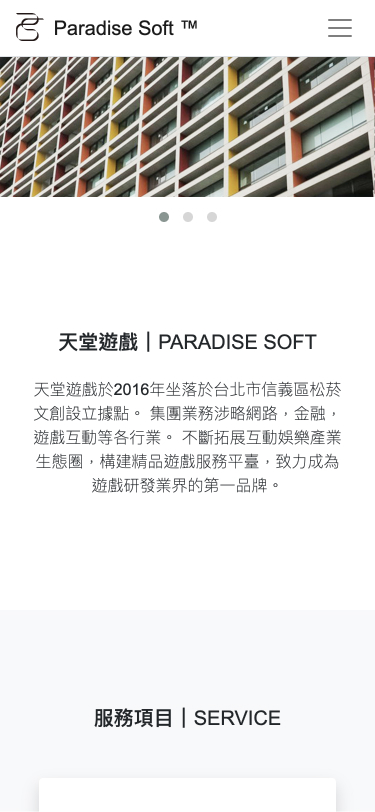 Paradise Soft ™
天堂遊戲｜PARADISE SOFT
天堂遊戲於2016年坐落於台北市信義區松菸
文創設立據點。 集團業務涉略網路，金融，
遊戲互動等各行業。 不斷拓展互動娛樂產業
生態圈，構建精品遊戲服務平臺，致力成為
遊戲研發業界的第一品牌。
服務項目｜SERVICE